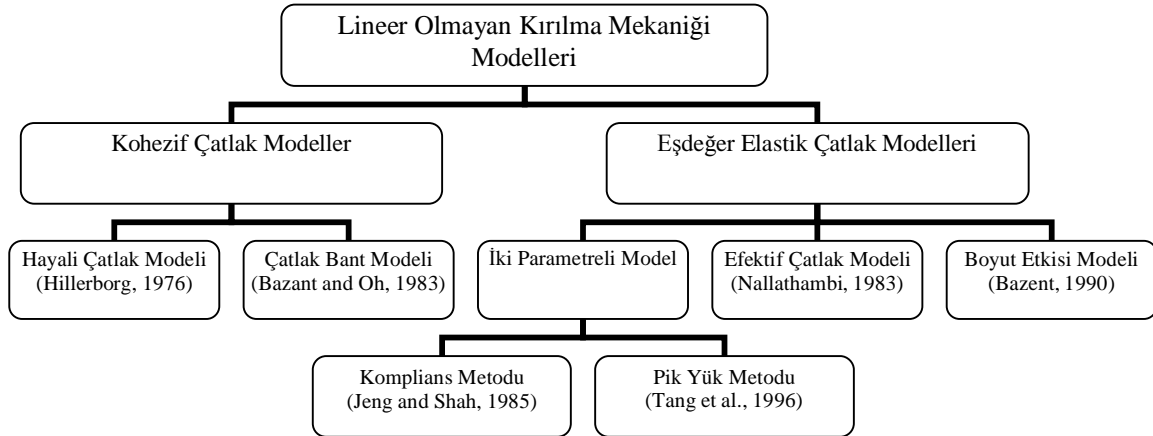 Lineer Olmayan Kırılma Mekaniği
Modelleri
Kohezif Çatlak Modeller
Eşdeğer Elastik Çatlak Modelleri
Hayali Çatlak Modeli
(Hillerborg, 1976)
Çatlak Bant Modeli
(Bazant and Oh, 1983)
İki Parametreli Model
Efektif Çatlak Modeli
(Nallathambi, 1983)
Boyut Etkisi Modeli
(Bazent, 1990)
Komplians Metodu
(Jeng and Shah, 1985)
Pik Yük Metodu
(Tang et al., 1996)